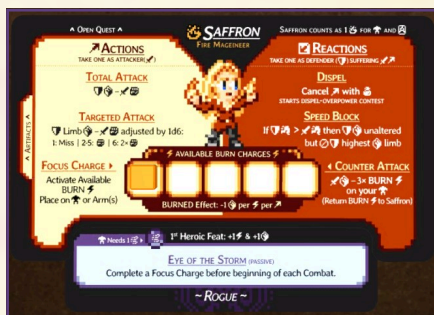 ^ Open Quest ^
SAFFRON
FIRE MAGEINEER
SAFFRON COUNTS AS 1 FOR AND
ACTIONS
TAKE ONE AS ATTACKER( )
TOTAL ATTACK
TARGETED ATTACK
Limb – adjusted by 1d6:
1: Miss | 2-5: | 6: 2×
FOCUS CHARGE
Activate Available
BURN
Place on or Arm(s)
^ ARTIFACTS ^
REACTIONS
TAKE ONE AS DEFENDER ( ) SUFFERING
DISPEL
Cancel with
STARTS DISPEL-OVERPOWER CONTEST
SPEED BLOCK
If > then unaltered
but highest limb
COUNTER ATTACK
– 3× BURN
on your
(Return BURN to Saffron)
AVAILABLE BURN CHARGES
BURNED Effect: -1 per per
Needs 1
1st Heroic Feat: +1 & +1
EYE OF THE STORM (PASSIVE)
Complete a Focus Charge before beginning of each Combat.
~ ROGUE ~